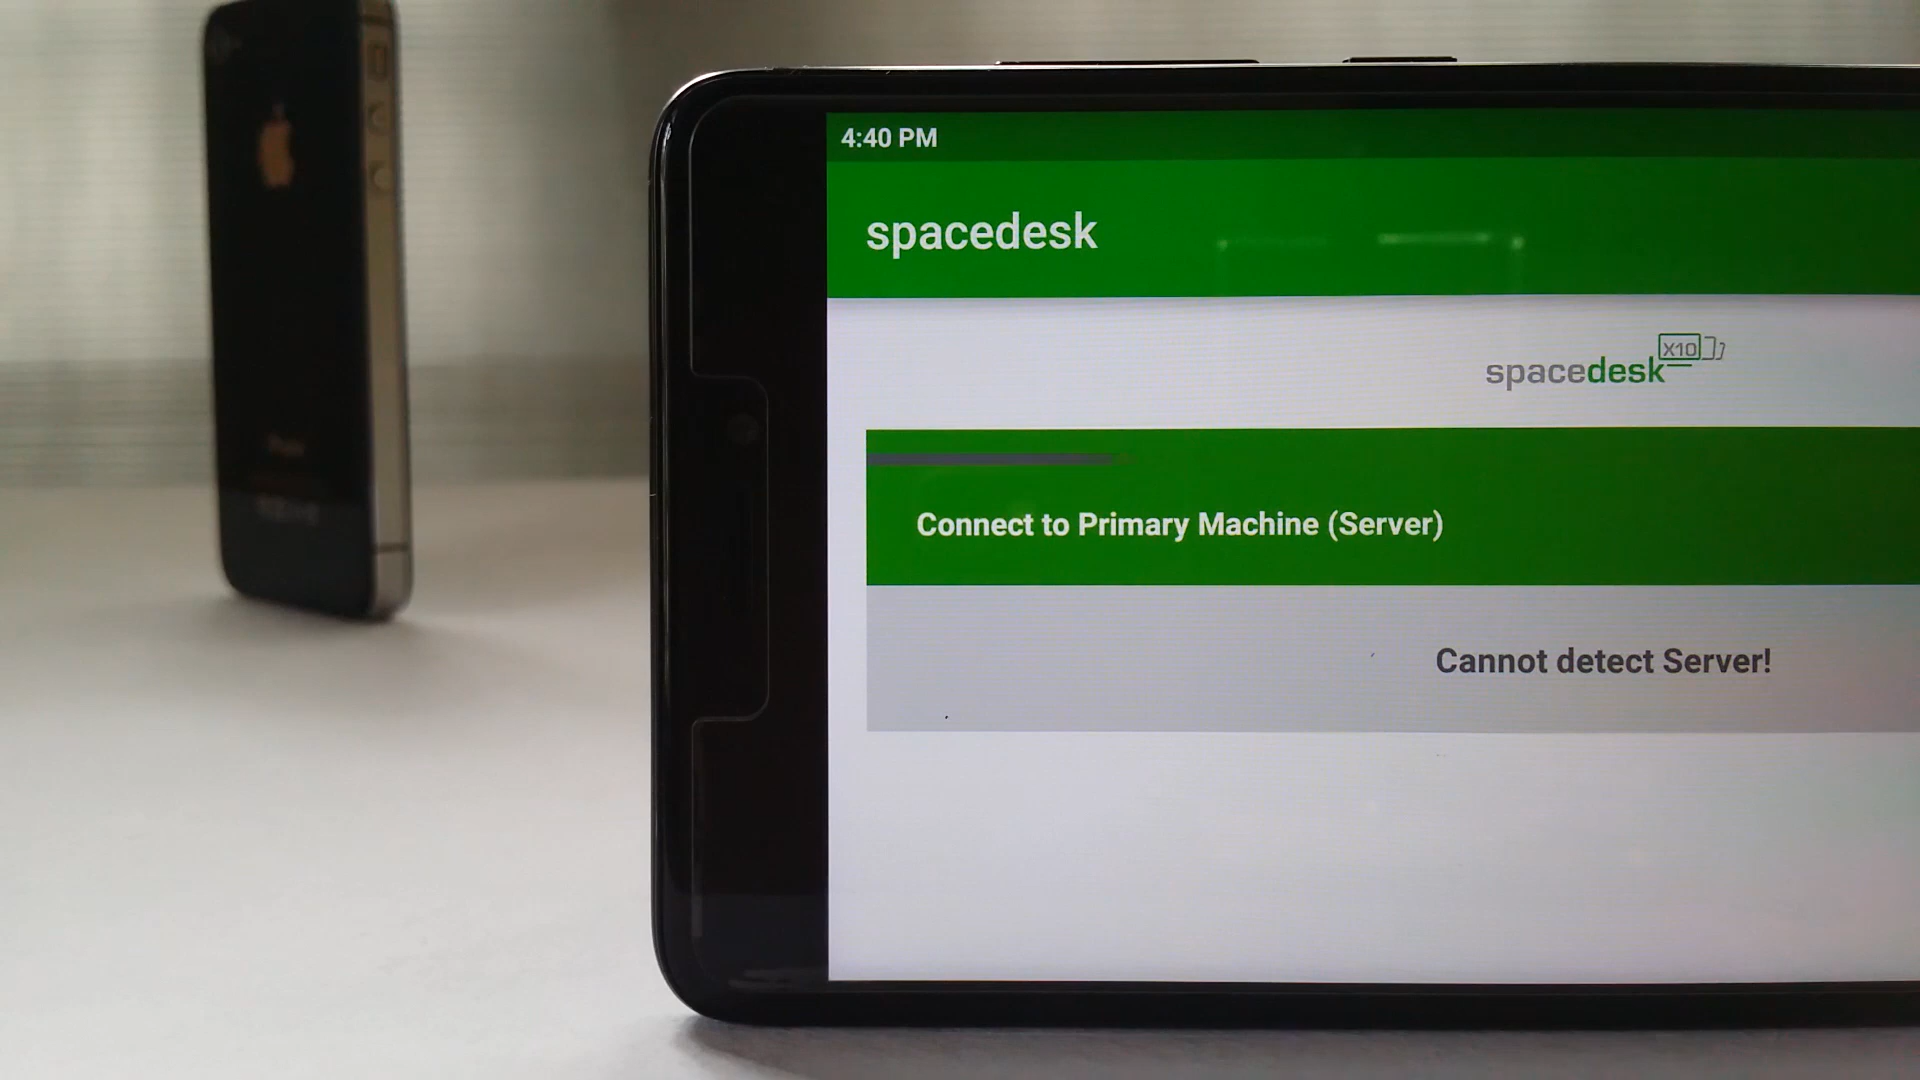 4:40 PM
spacedesk
spacedesk X10
Connect to Primary Machine (Server)
Cannot detect Server!